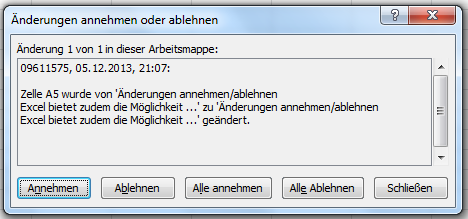 Änderungen annehmen oder ablehnen
Änderung 1 von 1 in dieser Arbeitsmappe:
09611575, 05.12.2013, 21:07:
Zelle A5 wurde von 'Änderungen annehmen/ablehnen
Excel bietet zudem die Möglichkeit ...' zu 'Änderungen annehmen/ablehnen
Excel bietet zudem die Möglichkeit ...' geändert.
Annehmen Ablehnen Alle annehmen Alle Ablehnen Schließen